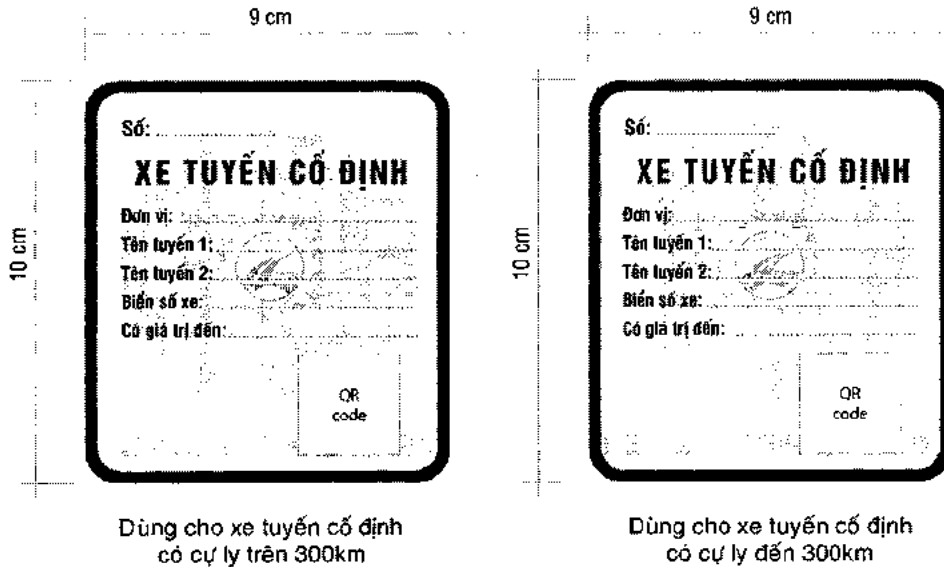 9 cm
10 cm
Số:
XE TUYẾN CỐ ĐỊNH
Đơn vị:
Tên tuyến 1:
Tên tuyến 2:
Biển số xe:
Có giá trị đến:
QR
code
Dùng cho xe tuyến cố định
có cự ly trên 300km
9 cm
10 cm
Số:
XE TUYẾN CỐ ĐỊNH
Đơn vị:
Tên tuyến 1:
Tên tuyến 2:
Biển số xe:
Có giá trị đến:
QR
code
Dùng cho xe tuyến cố định
có cự ly đến 300km